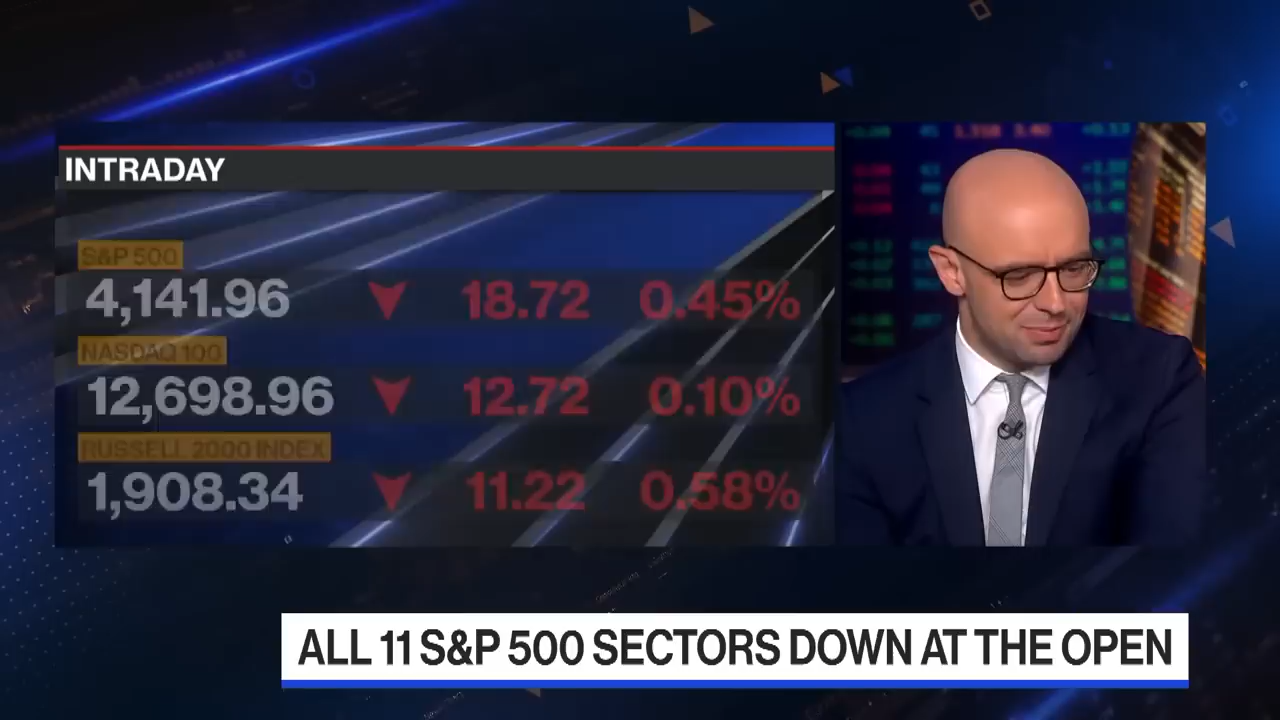 INTRADAY
S&P 500
4,141.96 18.72 0.45%
NASDAQ 100
12,698.96 12.72 0.10%
RUSSELL 2000 INDEX
1,908.34 11.22 0.58%
ALL 11 S&P 500 SECTORS DOWN AT THE OPEN